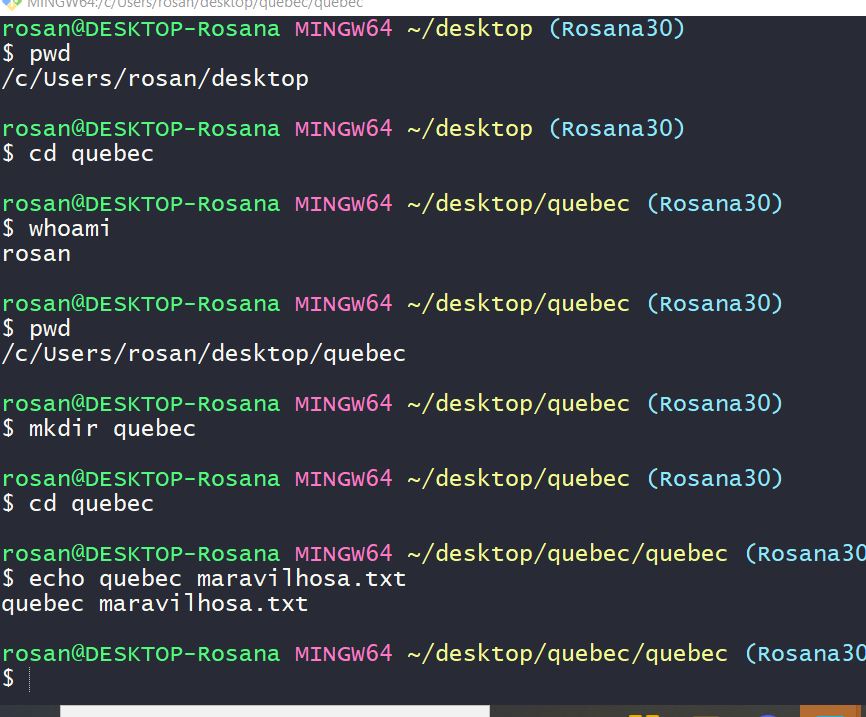 MINGW64:/c/Users/rosan/desktop/quebec/quebec
rosan@DESKTOP-Rosana MINGW64 ~/desktop (Rosana30)
$ pwd
/c/Users/rosan/desktop
rosan@DESKTOP-Rosana MINGW64 ~/desktop (Rosana30)
$ cd quebec
rosan@DESKTOP-Rosana MINGW64 ~/desktop/quebec (Rosana30)
$ whoami
rosan
rosan@DESKTOP-Rosana MINGW64 ~/desktop/quebec (Rosana30)
$ pwd
/c/Users/rosan/desktop/quebec
rosan@DESKTOP-Rosana MINGW64 ~/desktop/quebec (Rosana30)
$ mkdir quebec
rosan@DESKTOP-Rosana MINGW64 ~/desktop/quebec (Rosana30)
$ cd quebec
rosan@DESKTOP-Rosana MINGW64 ~/desktop/quebec/quebec (Rosana30
$ echo quebec maravilhosa.txt
quebec maravilhosa.txt
rosan@DESKTOP-Rosana MINGW64 ~/desktop/quebec/quebec (Rosana30
$